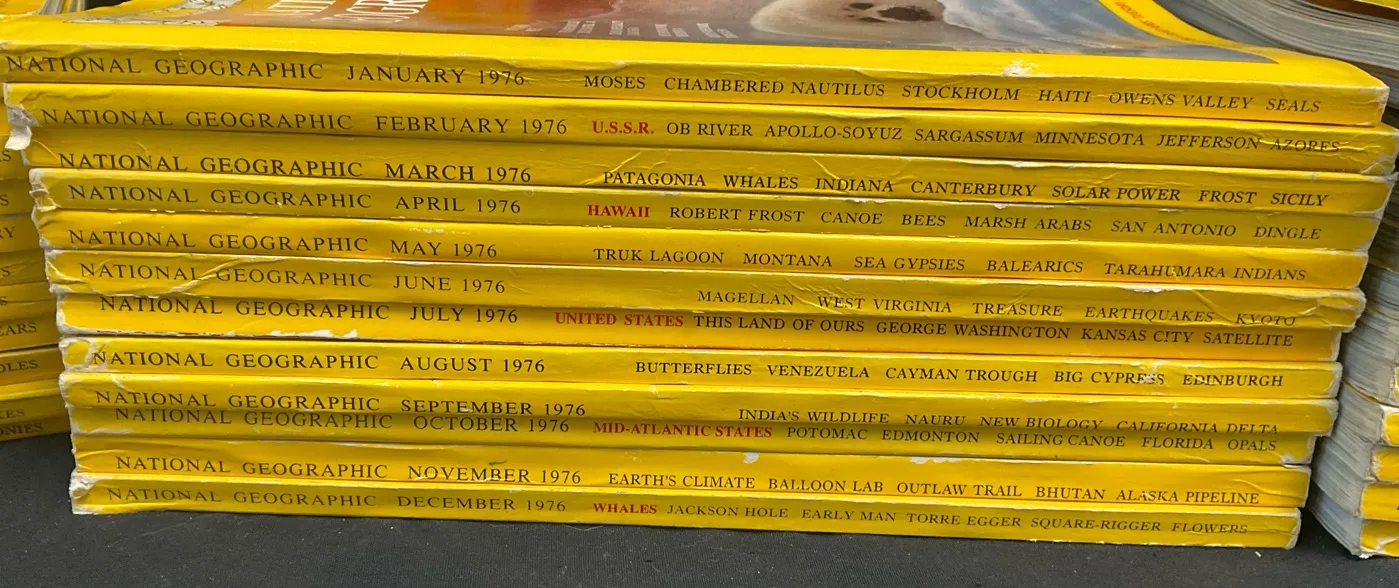 NATIONAL GEOGRAPHIC JANUARY 1976 MOSES CHAMBERED NAUTILUS STOCKHOLM HAITI OWENS VALLEY SEALS
NATIONAL GEOGRAPHIC FEBRUARY 1976 U.S.S.R. OB RIVER APOLLO-SOYUZ SARGASSUM MINNESOTA JEFFERSON AZORES
NATIONAL GEOGRAPHIC MARCH 1976 PATAGONIA WHALES INDIANA CANTERBURY SOLAR POWER FROST SICILY
NATIONAL GEOGRAPHIC APRIL 1976 HAWAII ROBERT FROST CANOE BEES MARSH ARABS SAN ANTONIO DINGLE
NATIONAL GEOGRAPHIC MAY 1976 TRUK LAGOON MONTANA SEA GYPSIES BALEARICS TARAHUMARA INDIANS
NATIONAL GEOGRAPHIC JUNE 1976 MAGELLAN WEST VIRGINIA TREASURE EARTHQUAKES KYOTO
NATIONAL GEOGRAPHIC JULY 1976 UNITED STATES THIS LAND OF OURS GEORGE WASHINGTON KANSAS CITY SATELLITE
NATIONAL GEOGRAPHIC AUGUST 1976 BUTTERFLIES VENEZUELA CAYMAN TROUGH BIG CYPRESS EDINBURGH
NATIONAL GEOGRAPHIC SEPTEMBER 1976 INDIA'S WILDLIFE NAURU NEW BIOLOGY CALIFORNIA DELTA
NATIONAL GEOGRAPHIC OCTOBER 1976 MID-ATLANTIC STATES POTOMAC EDMONTON SAILING CANOE FLORIDA OPALS
NATIONAL GEOGRAPHIC NOVEMBER 1976 EARTH'S CLIMATE BALLOON LAB OUTLAW TRAIL BHUTAN ALASKA PIPELINE
NATIONAL GEOGRAPHIC DECEMBER 1976 WHALES JACKSON HOLE EARLY MAN TORRE EGGER SQUARE-RIGGER FLOWERS